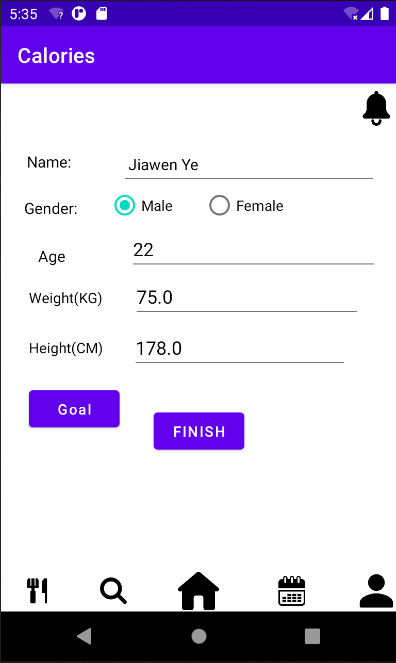 5:35
Calories
Name: Jiawen Ye
Gender: Male Female
Age 22
Weight(KG) 75.0
Height(CM) 178.0
Goal
FINISH